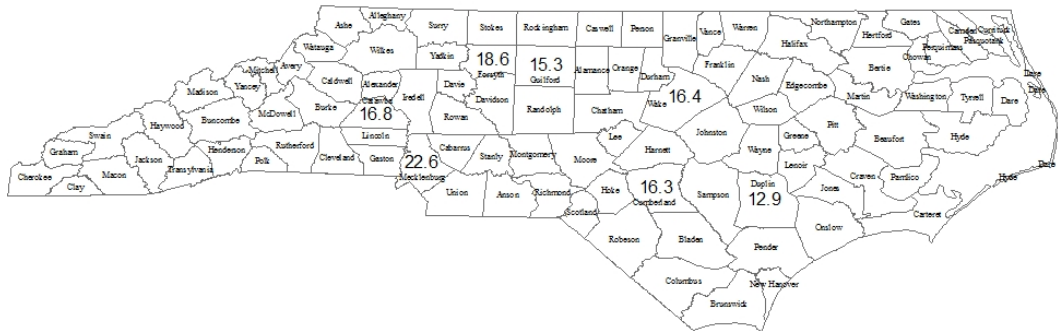 Ashe
Alleghany
Surry
Stokes
Rockingham
Caswell
Person
Granville
Vance
Warren
Northampton
Gates
Hertford
Halifax
Camden
Currituck
Pasquotank
Perquimans
Chowan
Bertie
Watauga
Wilkes
Yadkin
18.6
Forsyth
15.3
Guilford
Alamance
Orange
Durham
Franklin
Nash
Edgecombe
Martin
Washington
Tyrrell
Dare
Dare
Dare
Mitchell
Avery
Yancey
Madison
Caldwell
Alexander
Iredell
Davie
Davidson
Randolph
Chatham
Wake
16.4
Wilson
Pitt
Beaufort
Hyde
Burke
Catawba
16.8
Rowan
McDowell
Buncombe
Haywood
Swain
Graham
Cherokee
Clay
Macon
Jackson
Transylvania
Henderson
Polk
Rutherford
Cleveland
Lincoln
Gaston
22.6
Mecklenburg
Cabarrus
Stanly
Montgomery
Moore
Lee
Harnett
Johnston
Wayne
Greene
Lenoir
Craven
Pamlico
Jones
Hyde
Dare
Carteret
Union
Anson
Richmond
Scotland
Hoke
16.3
Cumberland
Sampson
Duplin
12.9
Onslow
Robeson
Bladen
Pender
Columbus
New Hanover
Brunswick